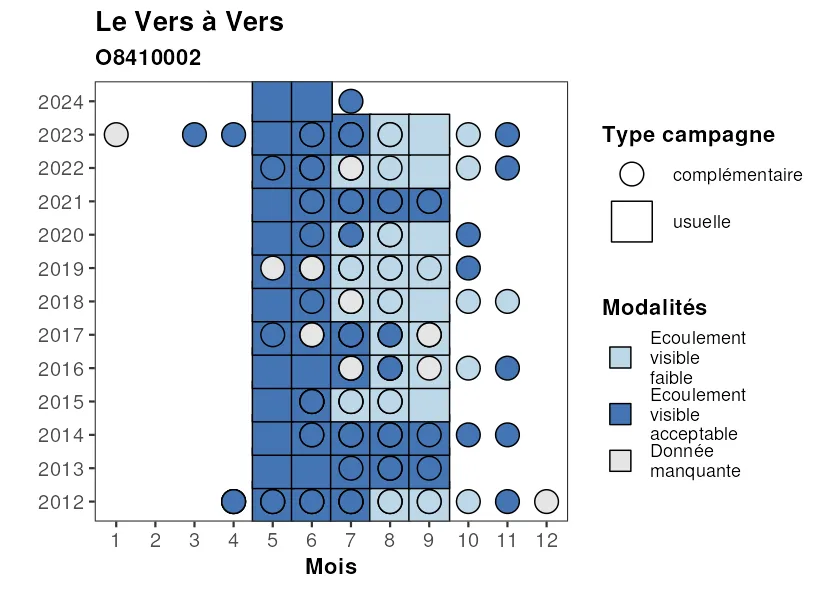 Le Vers à Vers
O8410002
2024
2023
2022
2021
2020
2019
2018
2017
2016
2015
2014
2013
2012
1 2 3 4 5 6 7 8 9 10 11 12
Mois
Type campagne
complémentaire
usuelle
Modalités
Ecoulement
visible
faible
Ecoulement
visible
acceptable
Donnée
manquante